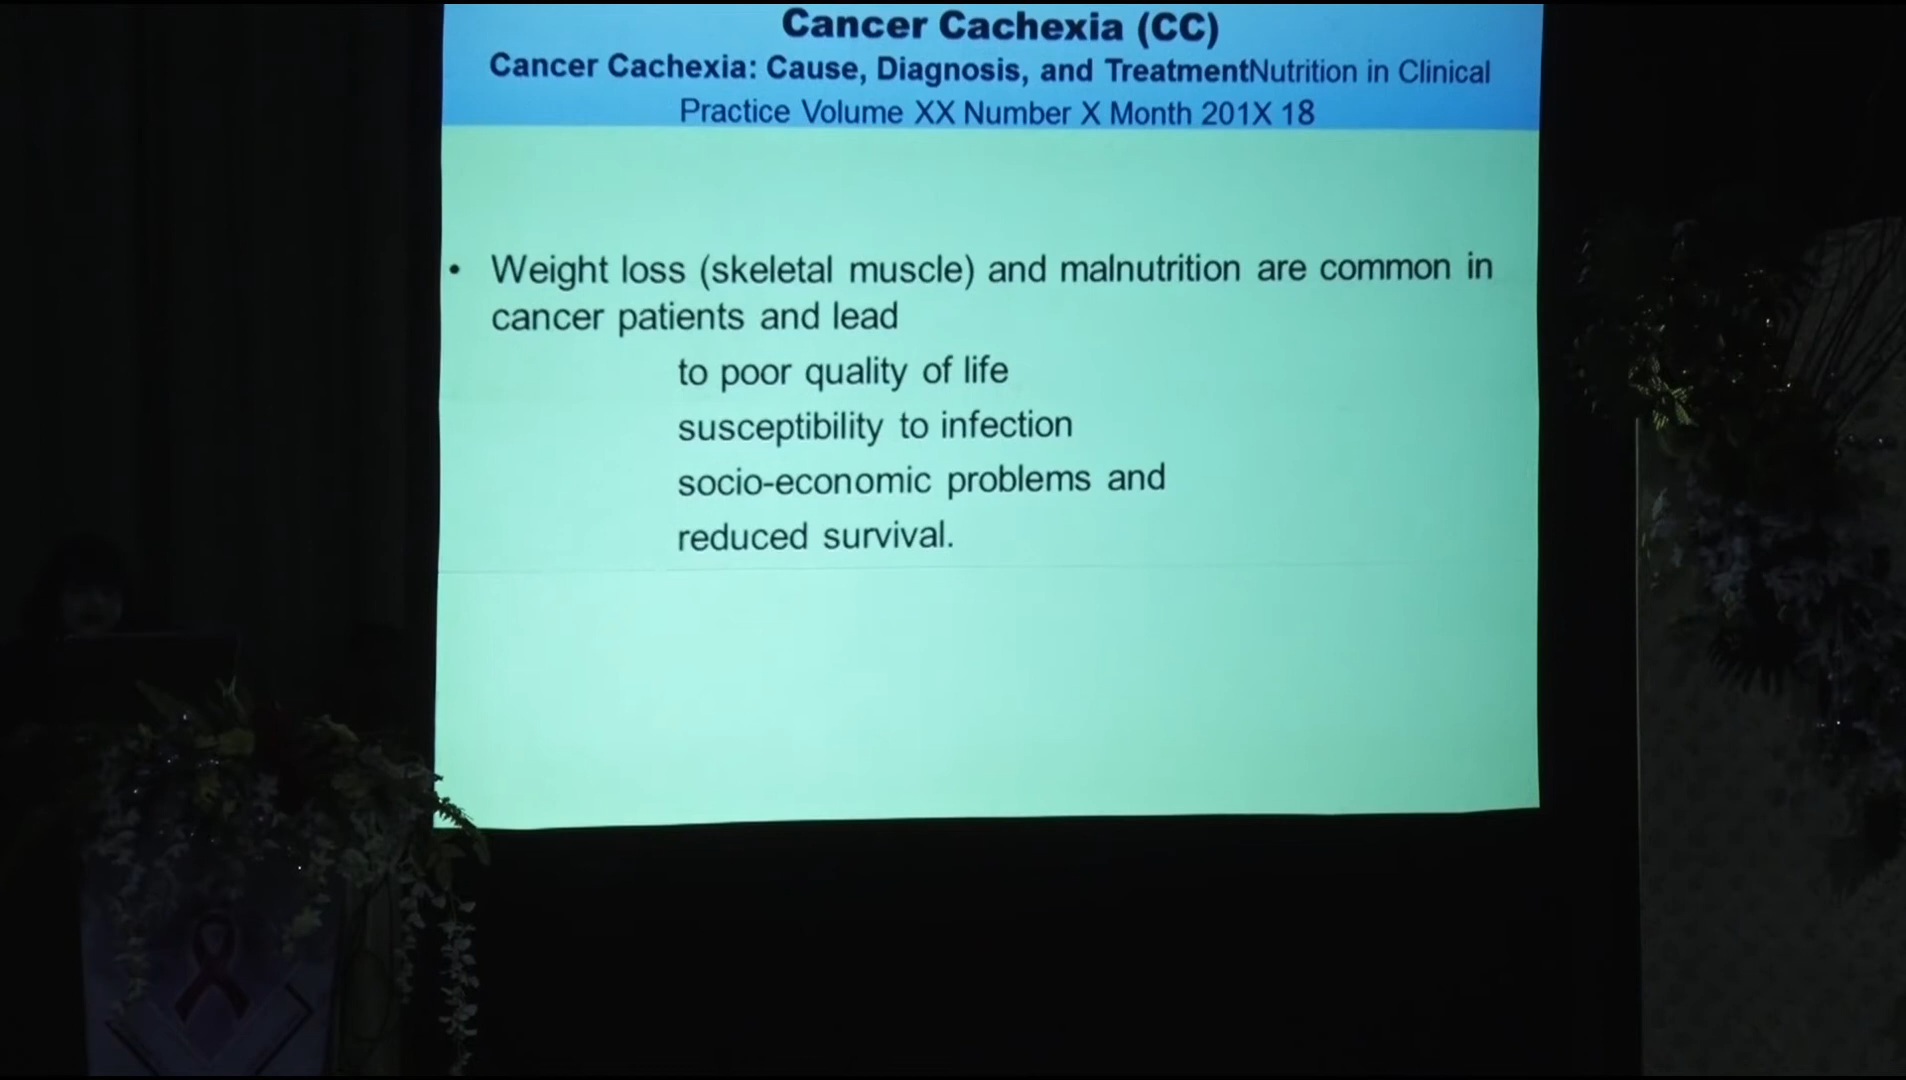 Cancer Cachexia (CC)
Cancer Cachexia: Cause, Diagnosis, and TreatmentNutrition in Clinical
Practice Volume XX Number X Month 201X 18
• Weight loss (skeletal muscle) and malnutrition are common in
cancer patients and lead
to poor quality of life
susceptibility to infection
socio-economic problems and
reduced survival.